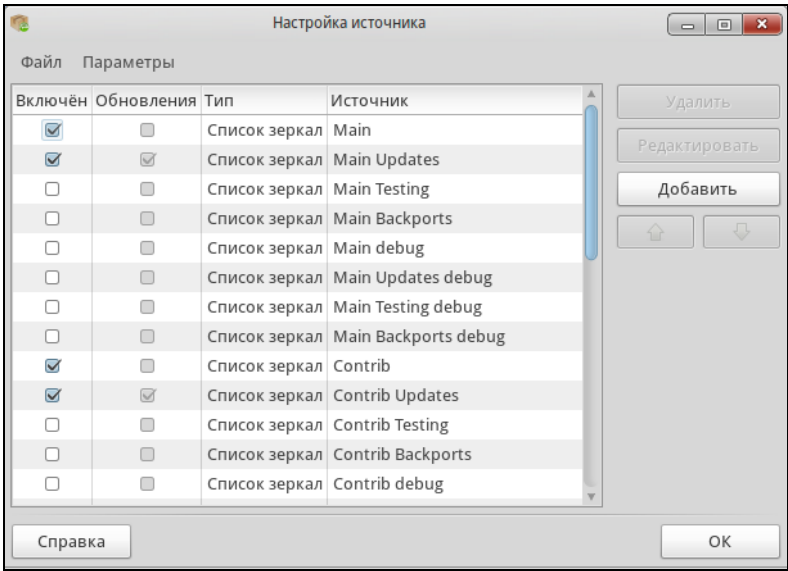 Настройка источника
Файл Параметры
Включён Обновления Тип Источник
Список зеркал Main
Список зеркал Main Updates
Список зеркал Main Testing
Список зеркал Main Backports
Список зеркал Main debug
Список зеркал Main Updates debug
Список зеркал Main Testing debug
Список зеркал Main Backports debug
Список зеркал Contrib
Список зеркал Contrib Updates
Список зеркал Contrib Testing
Список зеркал Contrib Backports
Список зеркал Contrib debug
Удалить
Редактировать
Добавить
Справка
OK